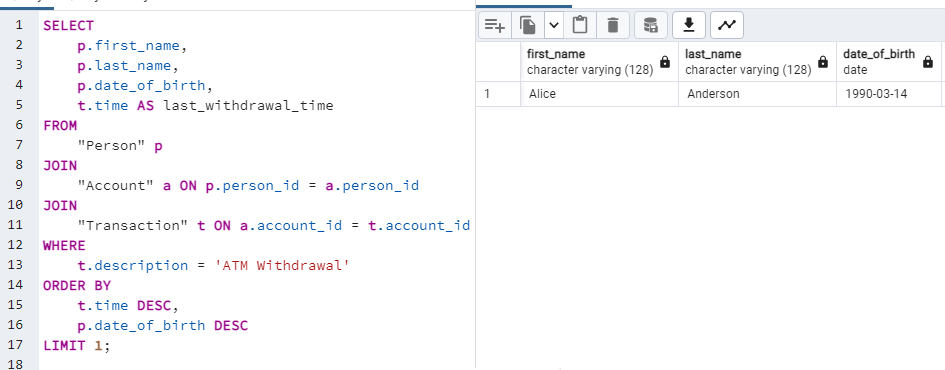 1 SELECT
2 p.first_name,
3 p.last_name,
4 p.date_of_birth,
5 t.time AS last_withdrawal_time
6 FROM
7 "Person" p
8 JOIN
9 "Account" a ON p.person_id = a.person_id
10 JOIN
11 "Transaction" t ON a.account_id = t.account_id
12 WHERE
13 t.description = 'ATM Withdrawal'
14 ORDER BY
15 t.time DESC,
16 p.date_of_birth DESC
17 LIMIT 1;
18
first_name last_name date_of_birth
character varying (128) character varying (128) date
1 Alice Anderson 1990-03-14